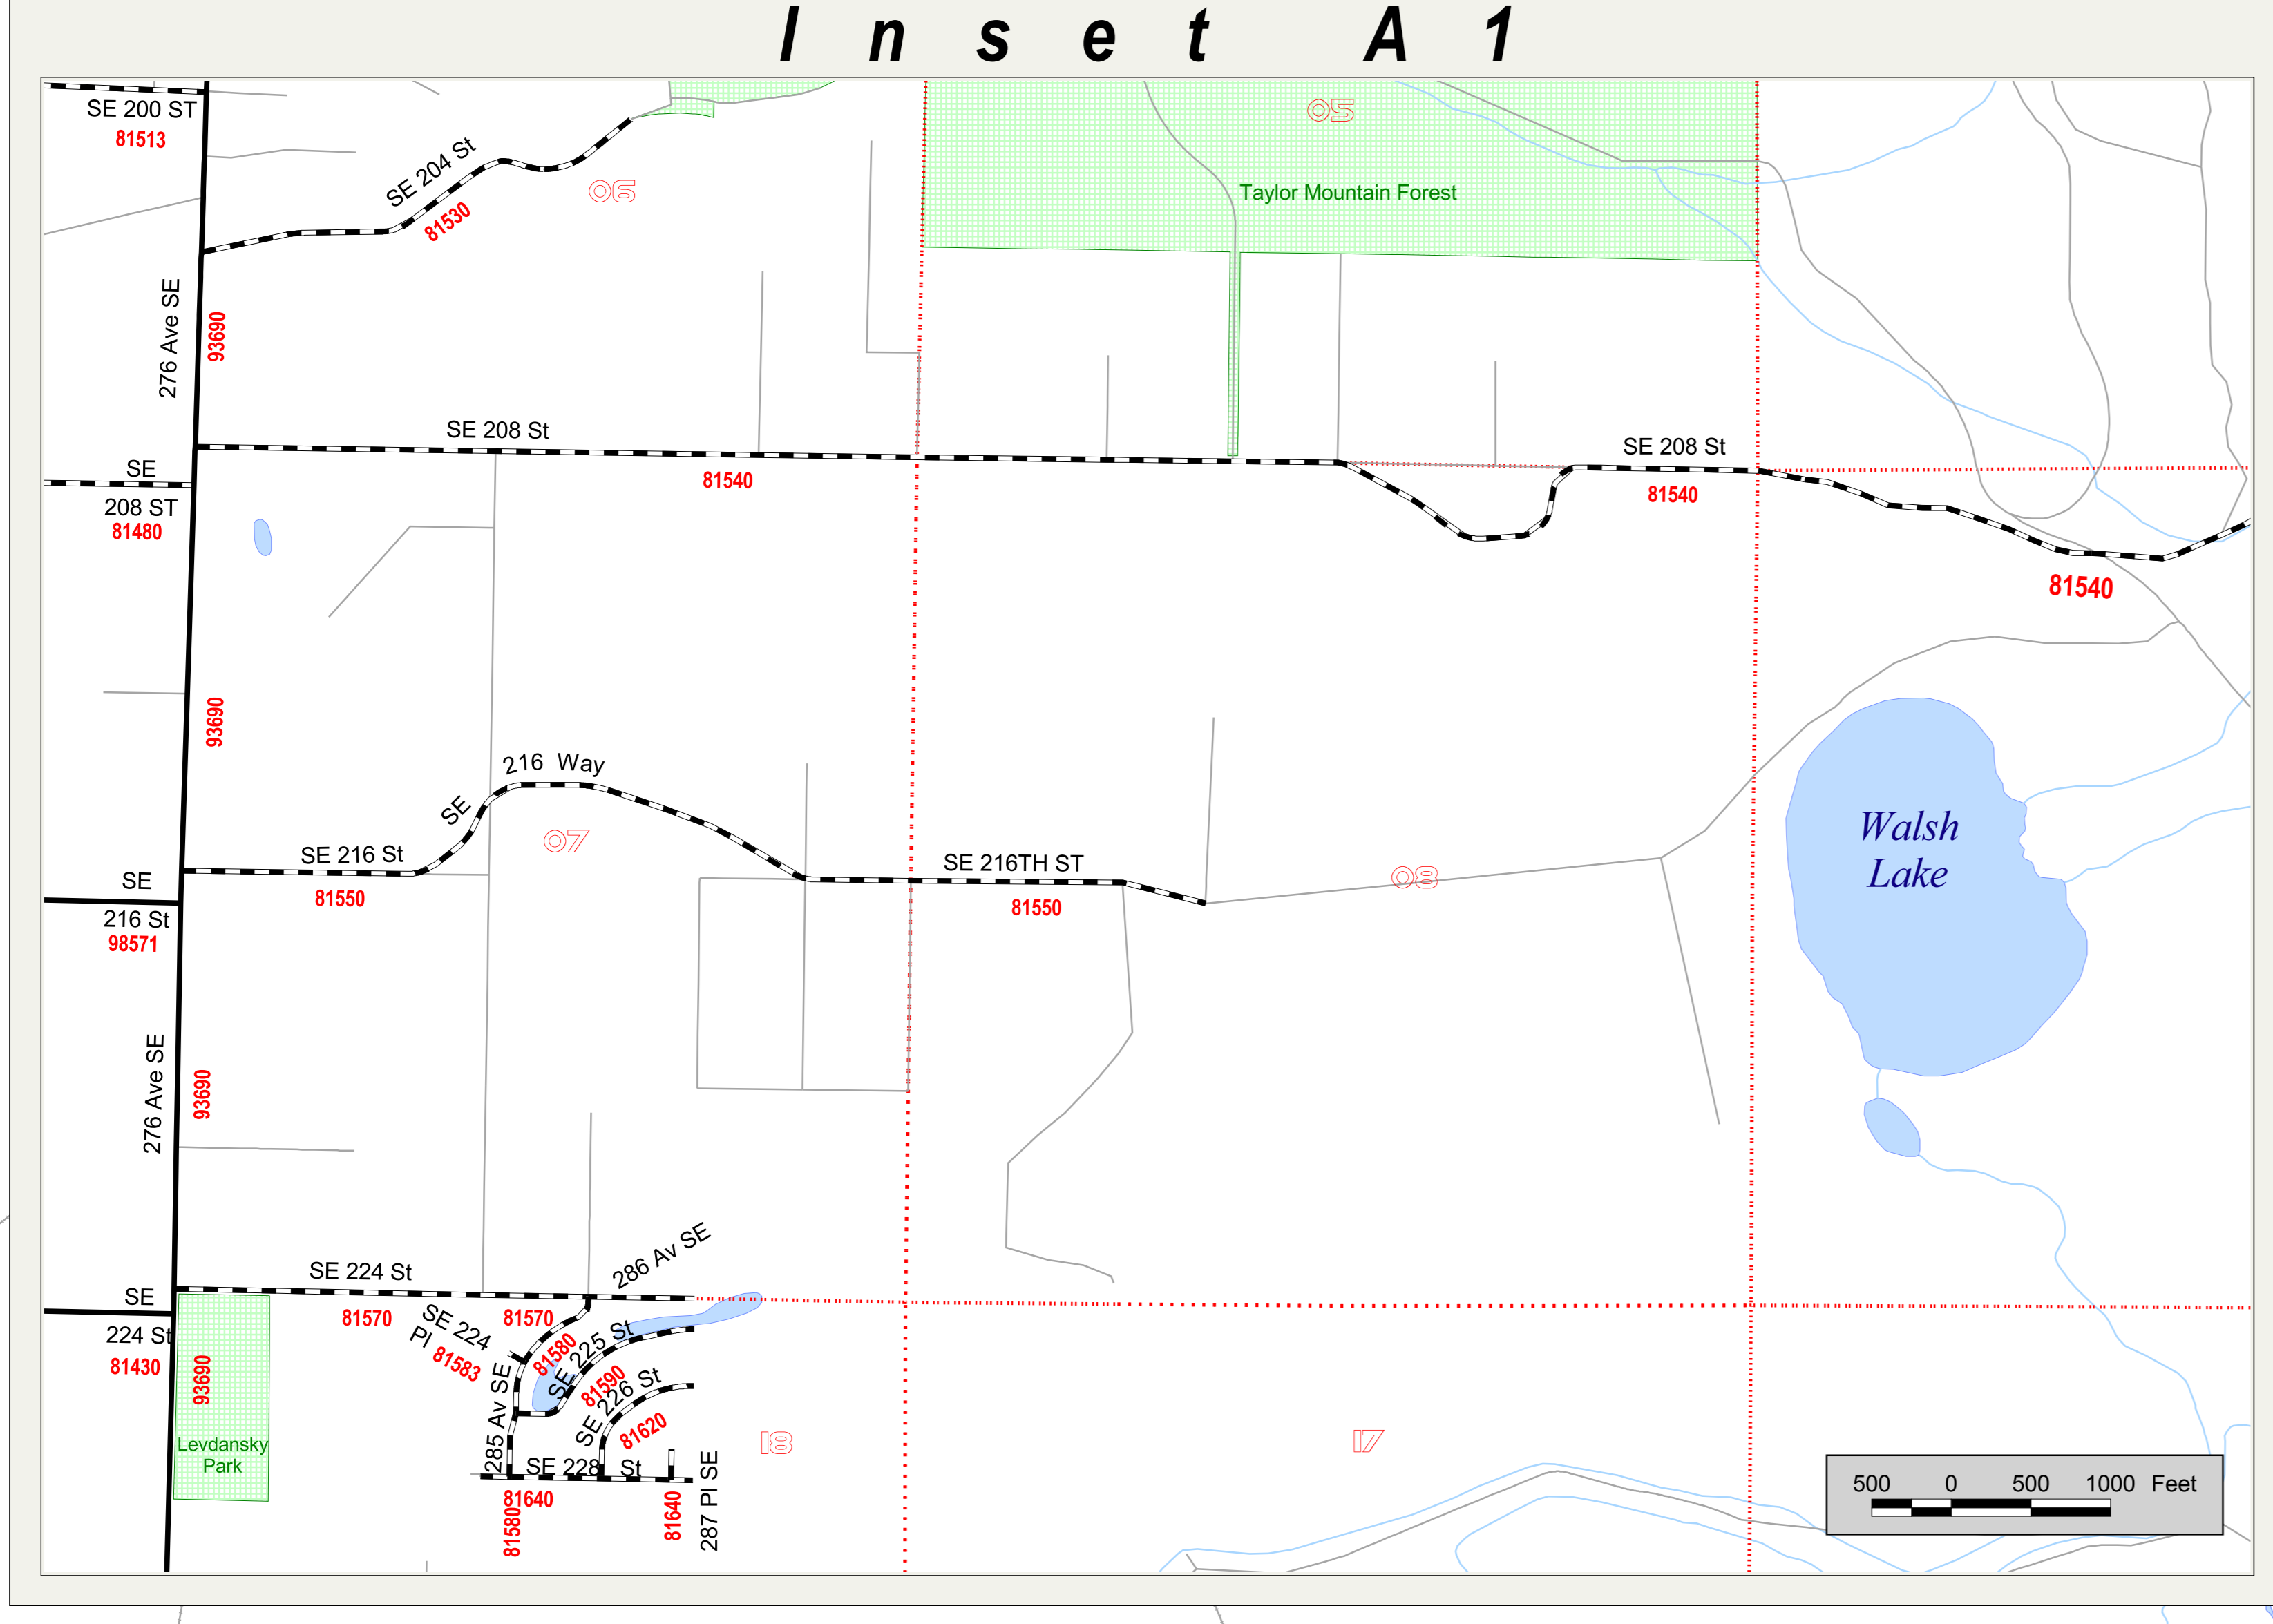 Inset A1
SE 200 ST
81513
SE 204 St
81530
06
05
Taylor Mountain Forest
276 Ave SE
93690
SE 208 St
81540
SE 208 St
81540
SE
208 ST
81480
81540
93690
216 Way
SE
07
SE 216 St
81550
SE 216TH ST
81550
08
Walsh
Lake
SE
216 St
98571
276 Ave SE
93690
286 Av SE
SE 224 St
81570
81570
SE
224 St
81430
SE 224
Pl
81583
81580
SE 225 St
81590
93690
285 Av SE
SE 226 St
81620
Levdansky
Park
18
17
SE 228 St
81640
81580
81640
287 Pl SE
500 0 500 1000 Feet